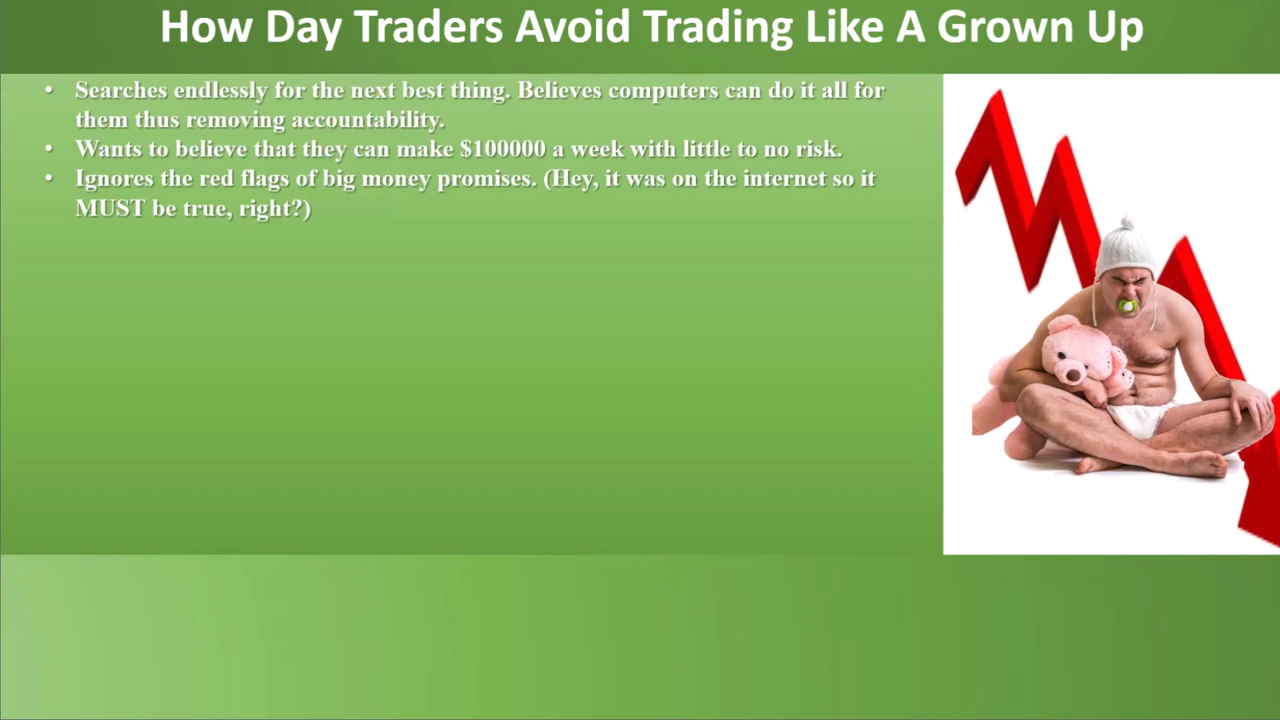 How Day Traders Avoid Trading Like A Grown Up
• Searches endlessly for the next best thing. Believes computers can do it all for
them thus removing accountability.
• Wants to believe that they can make $100000 a week with little to no risk.
• Ignores the red flags of big money promises. (Hey, it was on the internet so it
MUST be true, right?)